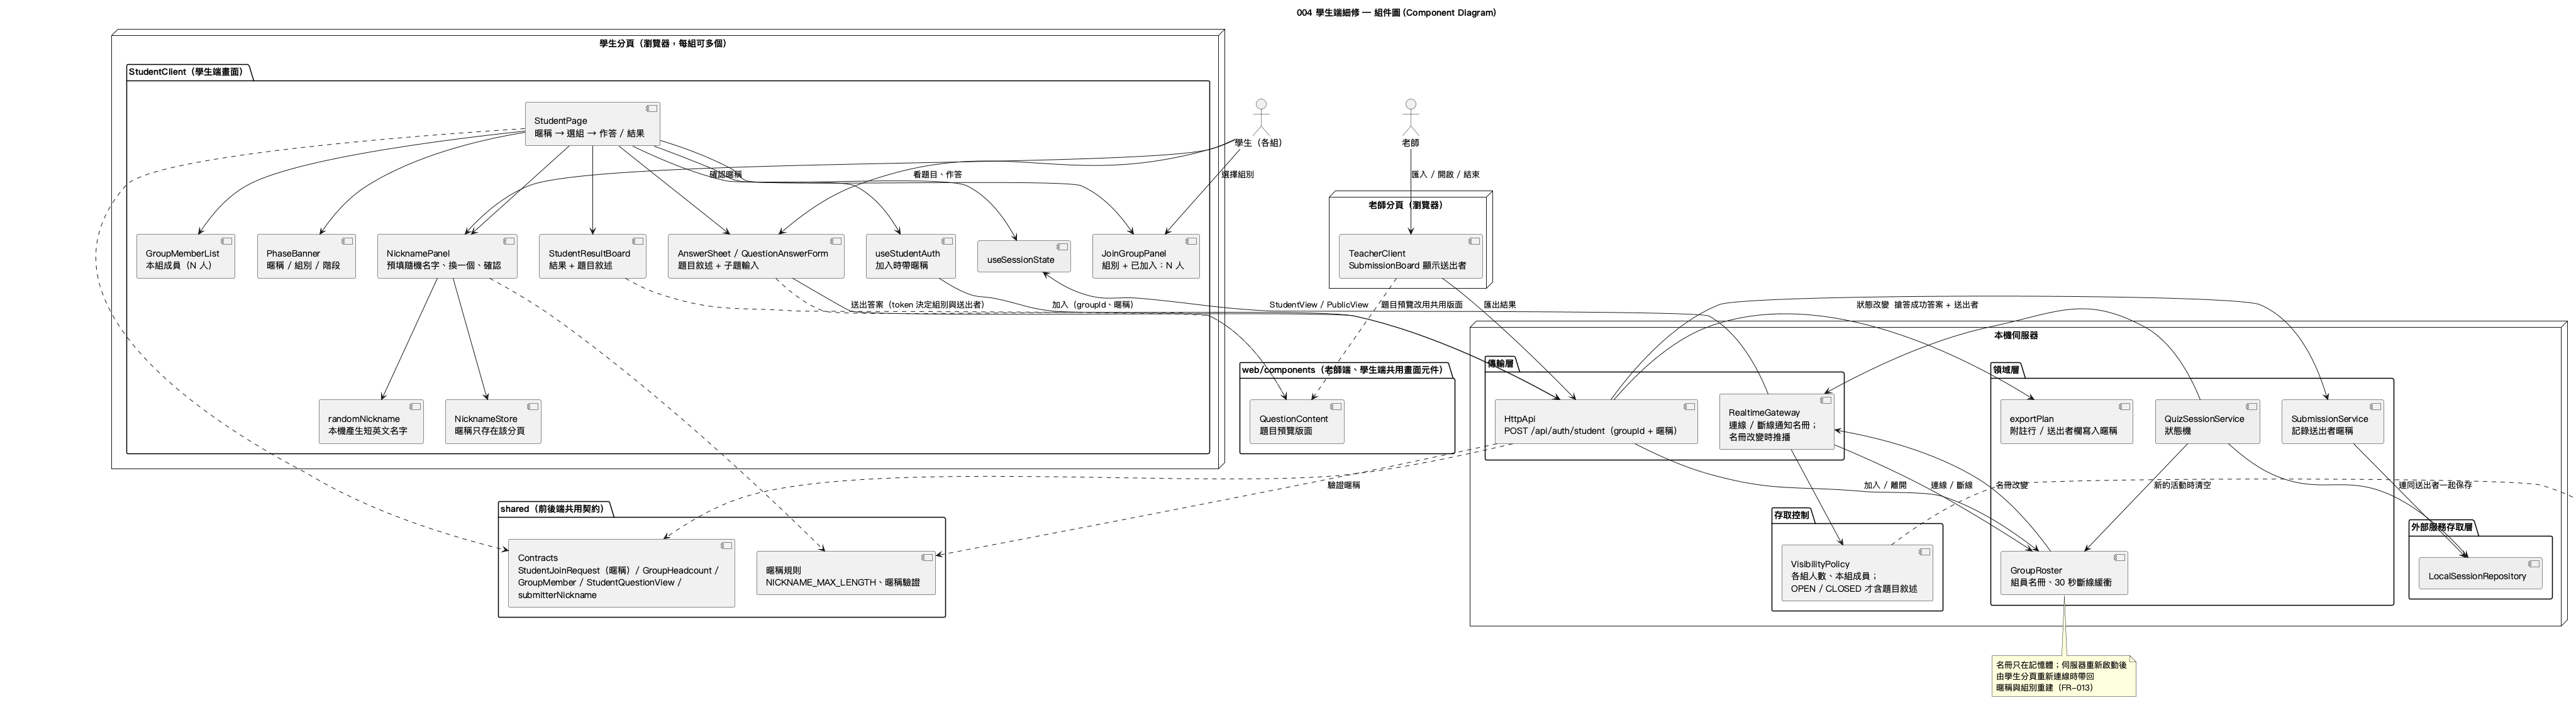 004 學生端細修 — 組件圖 (Component Diagram)
學生分頁（瀏覽器，每組可多個）
StudentClient（學生端畫面）
StudentPage
暱稱 → 選組 → 作答 / 結果
學生（各組）
老師
確認暱稱
看題目、作答
選擇組別
匯入 / 開啟 / 結束
老師分頁（瀏覽器）
GroupMemberList
本組成員（N 人）
PhaseBanner
暱稱 / 組別 / 階段
NicknamePanel
預填隨機名字、換一個、確認
StudentResultBoard
結果 + 題目敘述
AnswerSheet / QuestionAnswerForm
題目敘述 + 子題輸入
useStudentAuth
加入時帶暱稱
useSessionState
JoinGroupPanel
組別 + 已加入：N 人
TeacherClient
SubmissionBoard 顯示送出者
送出答案（token 決定組別與送出者）
加入（groupId、暱稱）
StudentView / PublicView
題目預覽改用共用版面
匯出結果
狀態改變
搶答成功答案 + 送出者
本機伺服器
web/components（老師端、學生端共用畫面元件）
傳輸層
領域層
randomNickname
本機產生短英文名字
NicknameStore
暱稱只存在該分頁
QuestionContent
題目預覽版面
HttpApi
POST /api/auth/student（groupId + 暱稱）
RealtimeGateway
連線 / 斷線通知名冊；
名冊改變時推播
exportPlan
附註行 / 送出者欄寫入暱稱
QuizSessionService
狀態機
SubmissionService
記錄送出者暱稱
驗證暱稱
加入 / 離開
連線 / 斷線
名冊改變
新的活動時清空
連同送出者一起保存
shared（前後端共用契約）
存取控制
外部服務存取層
Contracts
StudentJoinRequest（暱稱）/ GroupHeadcount /
GroupMember / StudentQuestionView /
submitterNickname
暱稱規則
NICKNAME_MAX_LENGTH、暱稱驗證
VisibilityPolicy
各組人數、本組成員；
OPEN / CLOSED 才含題目敘述
GroupRoster
組員名冊、30 秒斷線緩衝
LocalSessionRepository
名冊只在記憶體；伺服器重新啟動後
由學生分頁重新連線時帶回
暱稱與組別重建（FR-013）